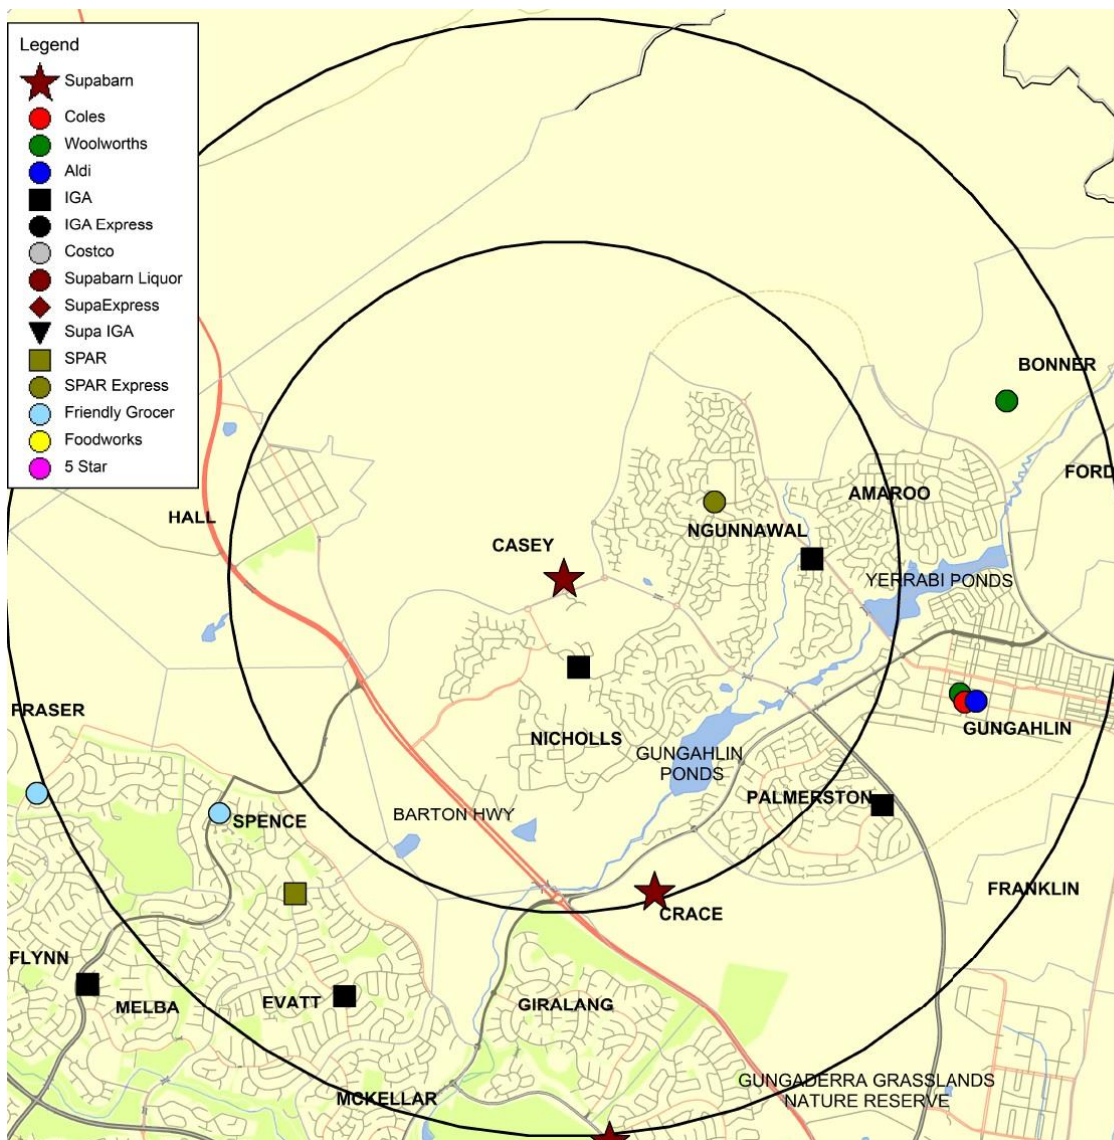 Legend
Supabarn
Coles
Woolworths
Aldi
IGA
IGA Express
Costco
Supabarn Liquor
SupaExpress
Supa IGA
SPAR
SPAR Express
Friendly Grocer
Foodworks
5 Star
BONNER
FORD
AMAROO
HALL
NGUNNAWAL
CASEY
YERRABI PONDS
FRASER
GUNGAHLIN
NICHOLLS
GUNGAHLIN
PONDS
PALMERSTON
BARTON HWY
SPENCE
FRANKLIN
CRACE
FLYNN
MELBA
EVATT
GIRALANG
GUNGADERRA GRASSLANDS
NATURE RESERVE
MCKELLAR